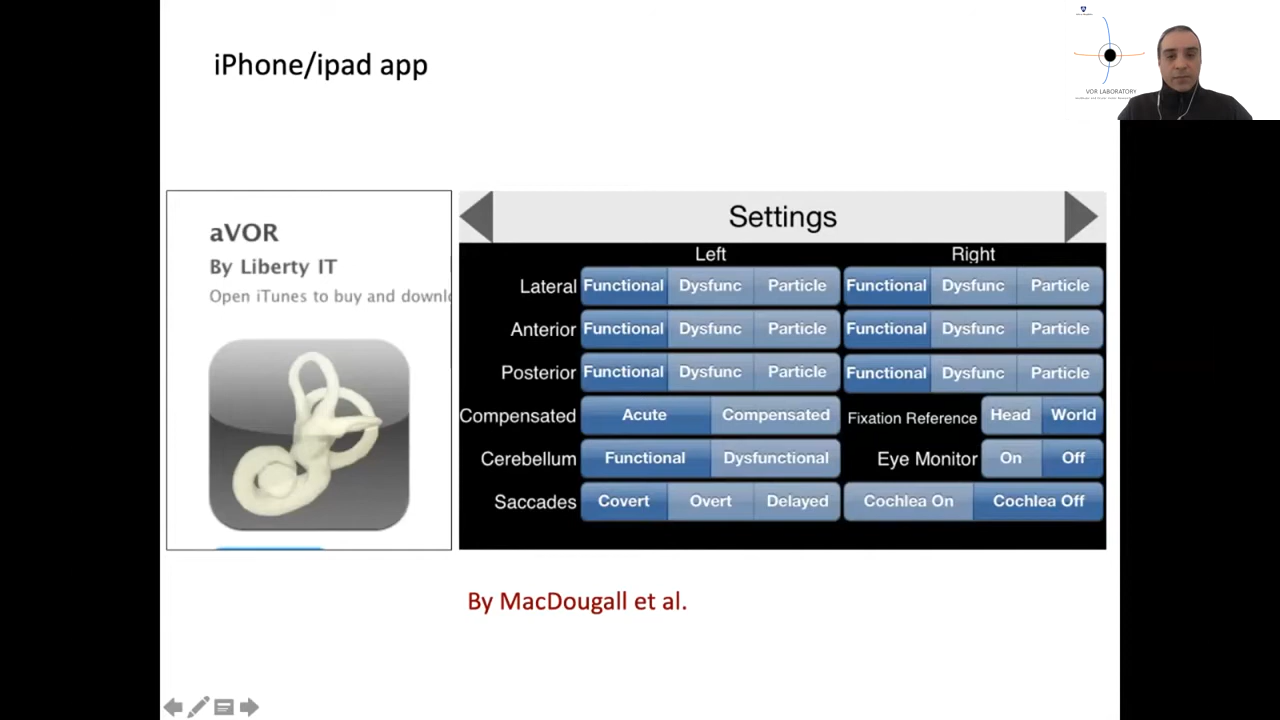 iPhone/ipad app
VOR LABORATORY
aVOR
By Liberty IT
Open iTunes to buy and downl
Settings
Left Right
Lateral Functional Dysfunc Particle Functional Dysfunc Particle
Anterior Functional Dysfunc Particle Functional Dysfunc Particle
Posterior Functional Dysfunc Particle Functional Dysfunc Particle
Compensated Acute Compensated Fixation Reference Head World
Cerebellum Functional Dysfunctional Eye Monitor On Off
Saccades Covert Overt Delayed Cochlea On Cochlea Off
By MacDougall et al.